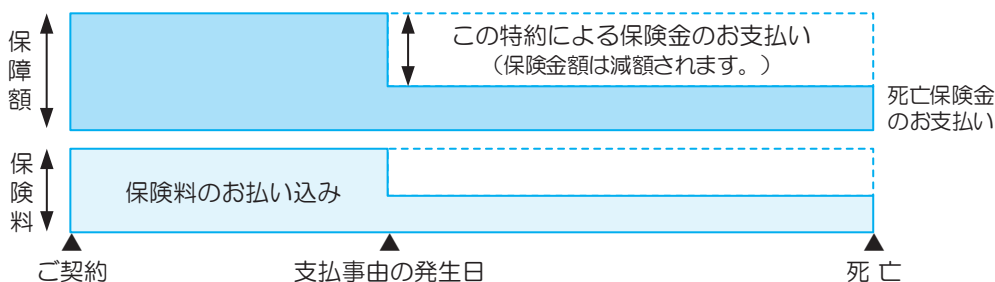 保障額
この特約による保険金のお支払い
（保険金額は減額されます。）
死亡保険金
のお支払い
保険料
保険料のお払い込み
ご契約
支払事由の発生日
死 亡